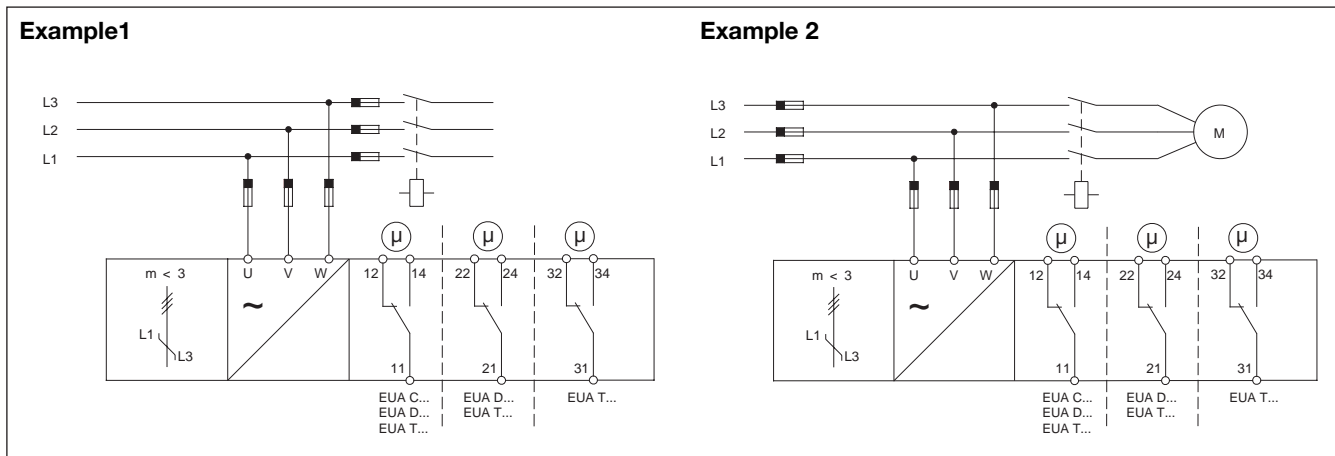 Example1
L3
L2
L1
µ µ µ
m < 3 U V W 12 14 22 24 32 34
~
L1
L3
11 21 31
EUA C... EUA D... EUA T...
EUA D... EUA T...
EUA T...
Example 2
L3
L2
L1
M
µ µ µ
m < 3 U V W 12 14 22 24 32 34
~
L1
L3
11 21 31
EUA C... EUA D... EUA T...
EUA D... EUA T...
EUA T...